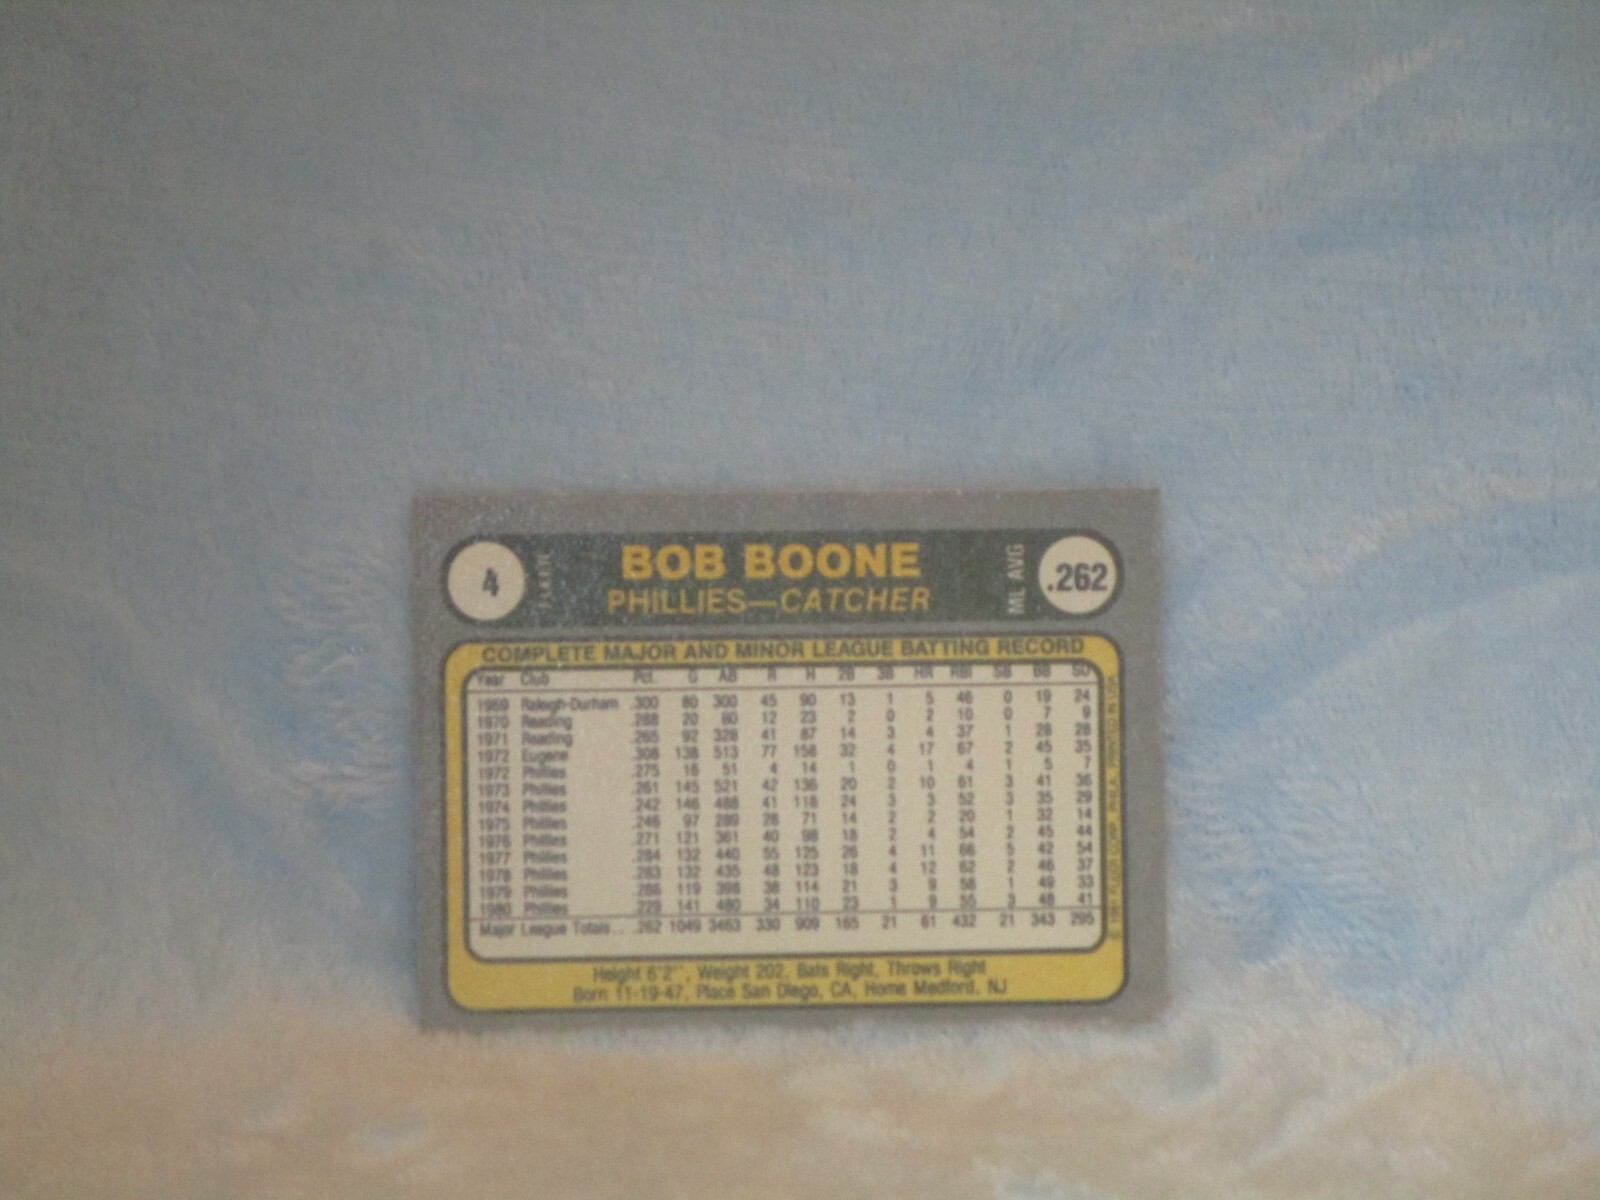 4 FLEER BOB BOONE ML AVG .262
PHILLIES—CATCHER
COMPLETE MAJOR AND MINOR LEAGUE BATTING RECORD
Year Club Pct. G AB R H 2B 3B HR RBI SB BB SO
1969 Raleigh-Durham .300 80 300 45 90 13 1 5 46 0 19 24
1970 Reading .288 20 80 12 23 2 0 2 10 0 7 9
1971 Reading .265 92 328 41 87 14 3 4 37 1 28 28
1972 Eugene .308 138 513 77 158 32 4 17 67 2 45 35
1972 Phillies .275 16 51 4 14 1 0 1 4 1 5 7
1973 Phillies .261 145 521 42 136 20 2 10 61 3 41 36
1974 Phillies .242 146 488 41 118 24 3 3 52 3 35 29
1975 Phillies .246 97 289 28 71 14 2 2 20 1 32 14
1976 Phillies .271 121 361 40 98 18 2 4 54 2 45 44
1977 Phillies .284 132 440 55 125 26 4 11 66 5 42 54
1978 Phillies .283 132 435 48 123 18 4 12 62 2 46 37
1979 Phillies .286 119 398 38 114 21 3 9 58 1 49 33
1980 Phillies .229 141 480 34 110 23 1 9 55 3 48 41
Major League Totals .. .262 1049 3463 330 909 165 21 61 432 21 343 295
Height 6'2'', Weight 202, Bats Right, Throws Right
Born 11-19-47, Place San Diego, CA, Home Medford, NJ
© 1981 FLEER CORP., PHILA., PRINTED IN USA